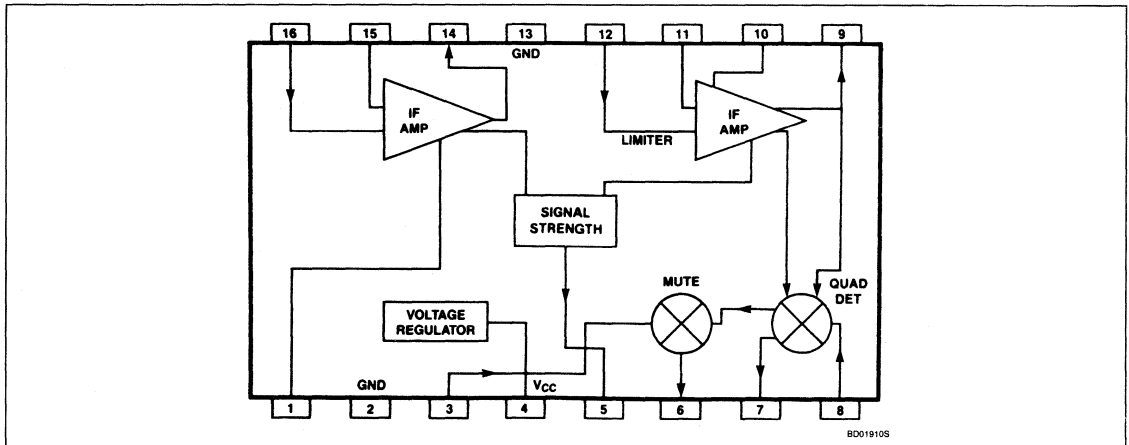 16 15 14 13 12 11 10 9
GND
IF
AMP
IF
AMP
LIMITER
SIGNAL
STRENGTH
MUTE
QUAD
DET
VOLTAGE
REGULATOR
GND
VCC
1 2 3 4 5 6 7 8
BD01910S